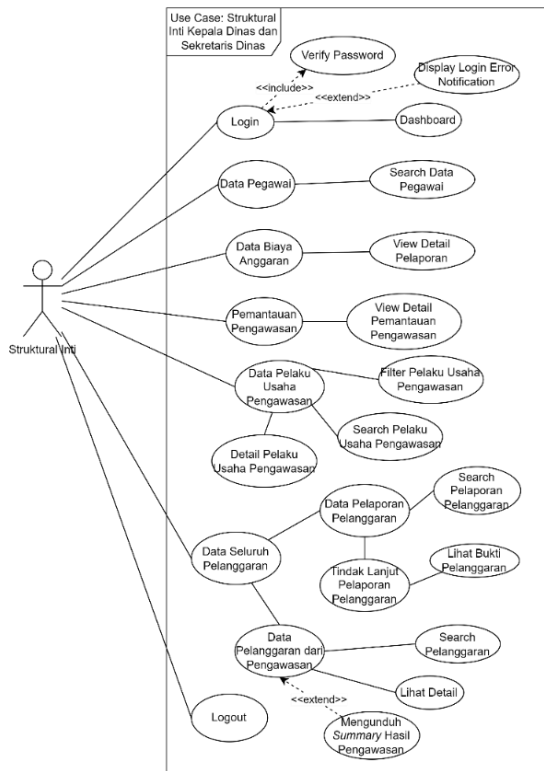 Use Case: Struktural
Inti Kepala Dinas dan
Sekretaris Dinas
Verify Password
Display Login Error
Notification
<<include>>
<<extend>>
Login
Dashboard
Data Pegawai
Search Data
Pegawai
Data Biaya
Anggaran
View Detail
Pelaporan
Pemantauan
Pengawasan
View Detail
Pemantauan
Pengawasan
Struktural Inti
Data Pelaku
Usaha
Pengawasan
Filter Pelaku Usaha
Pengawasan
Search Pelaku
Usaha Pengawasan
Detail Pelaku
Usaha Pengawasan
Data Pelaporan
Pelanggaran
Search
Pelaporan
Pelanggaran
Data Seluruh
Pelanggaran
Tindak Lanjut
Pelaporan
Pelanggaran
Lihat Bukti
Pelanggaran
Data
Pelanggaran dari
Pengawasan
Search
Pelanggaran
Lihat Detail
<<extend>>
Logout
Mengunduh
Summary Hasil
Pengawasan